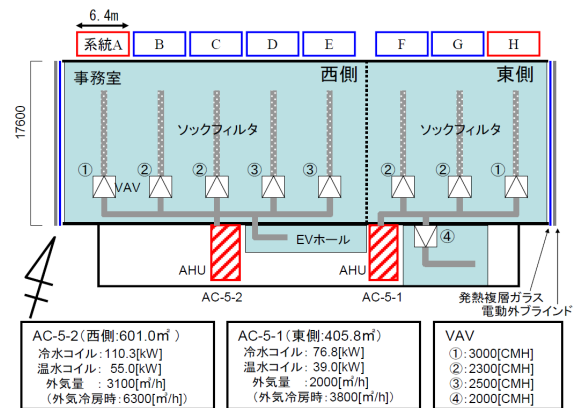 6.4m
系統A B C D E F G H
事務室 西側 東側
17600
ソックフィルタ ソックフィルタ
① ② ② ③ ③ ② ② ①
VAV
④
EVホール
AHU AHU
AC-5-2 AC-5-1
発熱複層ガラス
電動外ブラインド
AC-5-2(西側:601.0㎡)
冷水コイル:110.3[kW]
温水コイル: 55.0[kW]
外気量 : 3100[㎥/h]
(外気冷房時:6300[㎥/h])
AC-5-1(東側:405.8㎡)
冷水コイル:76.8[kW]
温水コイル:39.0[kW]
外気量:2000[㎥/h]
(外気冷房時:3800[㎥/h])
VAV
①:3000[CMH]
②:2300[CMH]
③:2500[CMH]
④:2000[CMH]